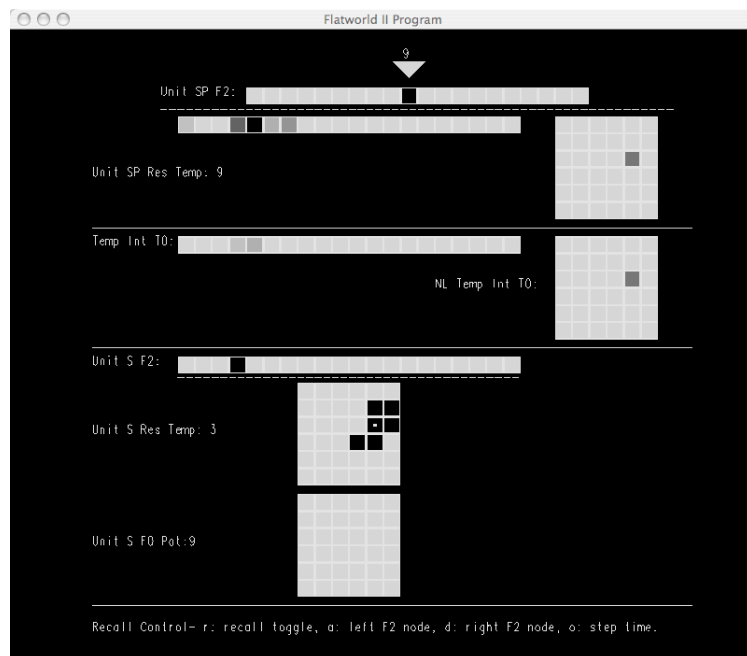 Flatworld II Program
9
Unit SP F2:
Unit SP Res Temp: 9
Temp Int T0:
NL Temp Int T0:
Unit S F2:
Unit S Res Temp: 3
Unit S F0 Pat:9
Recall Control- r: recall toggle, a: left F2 node, d: right F2 node, o: step time.